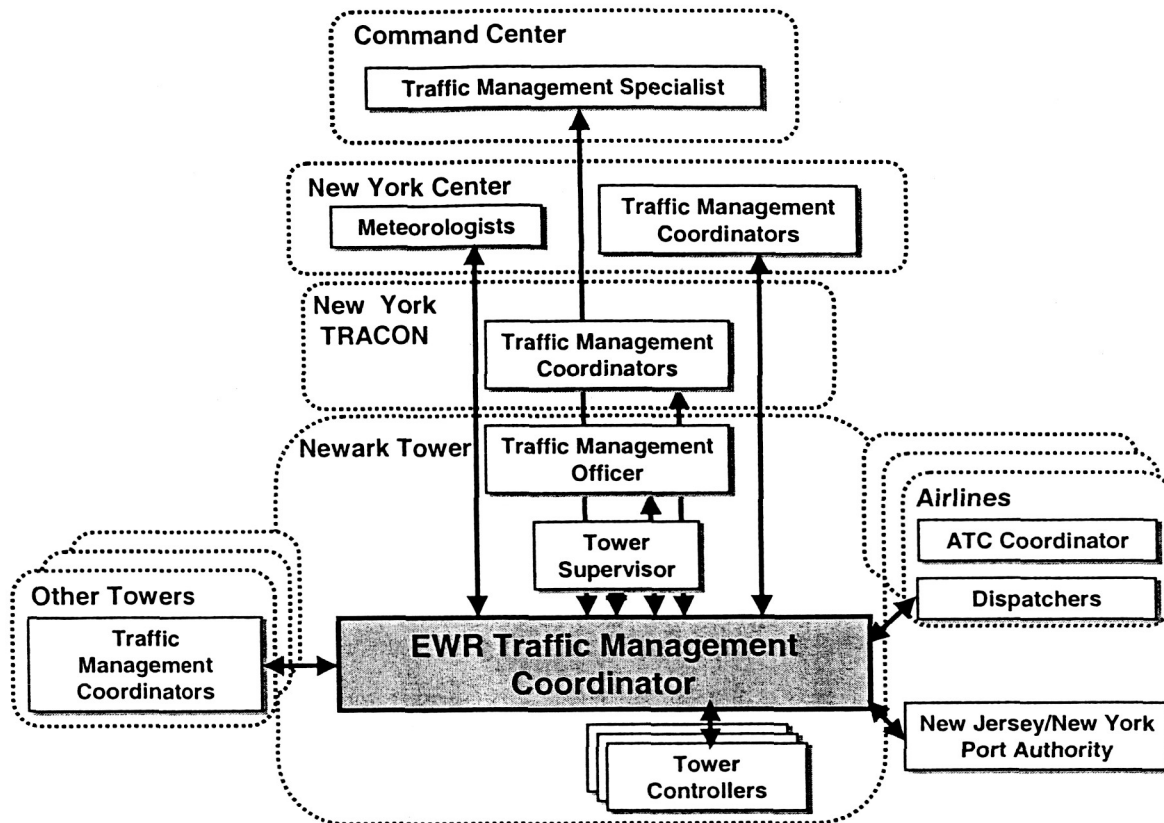 Command Center
Traffic Management Specialist
New York Center
Meteorologists
Traffic Management
Coordinators
New York
TRACON
Traffic Management
Coordinators
Newark Tower
Traffic Management
Officer
Tower
Supervisor
Airlines
ATC Coordinator
Dispatchers
Other Towers
Traffic
Management
Coordinators
EWR Traffic Management
Coordinator
New Jersey/New York
Port Authority
Tower
Controllers